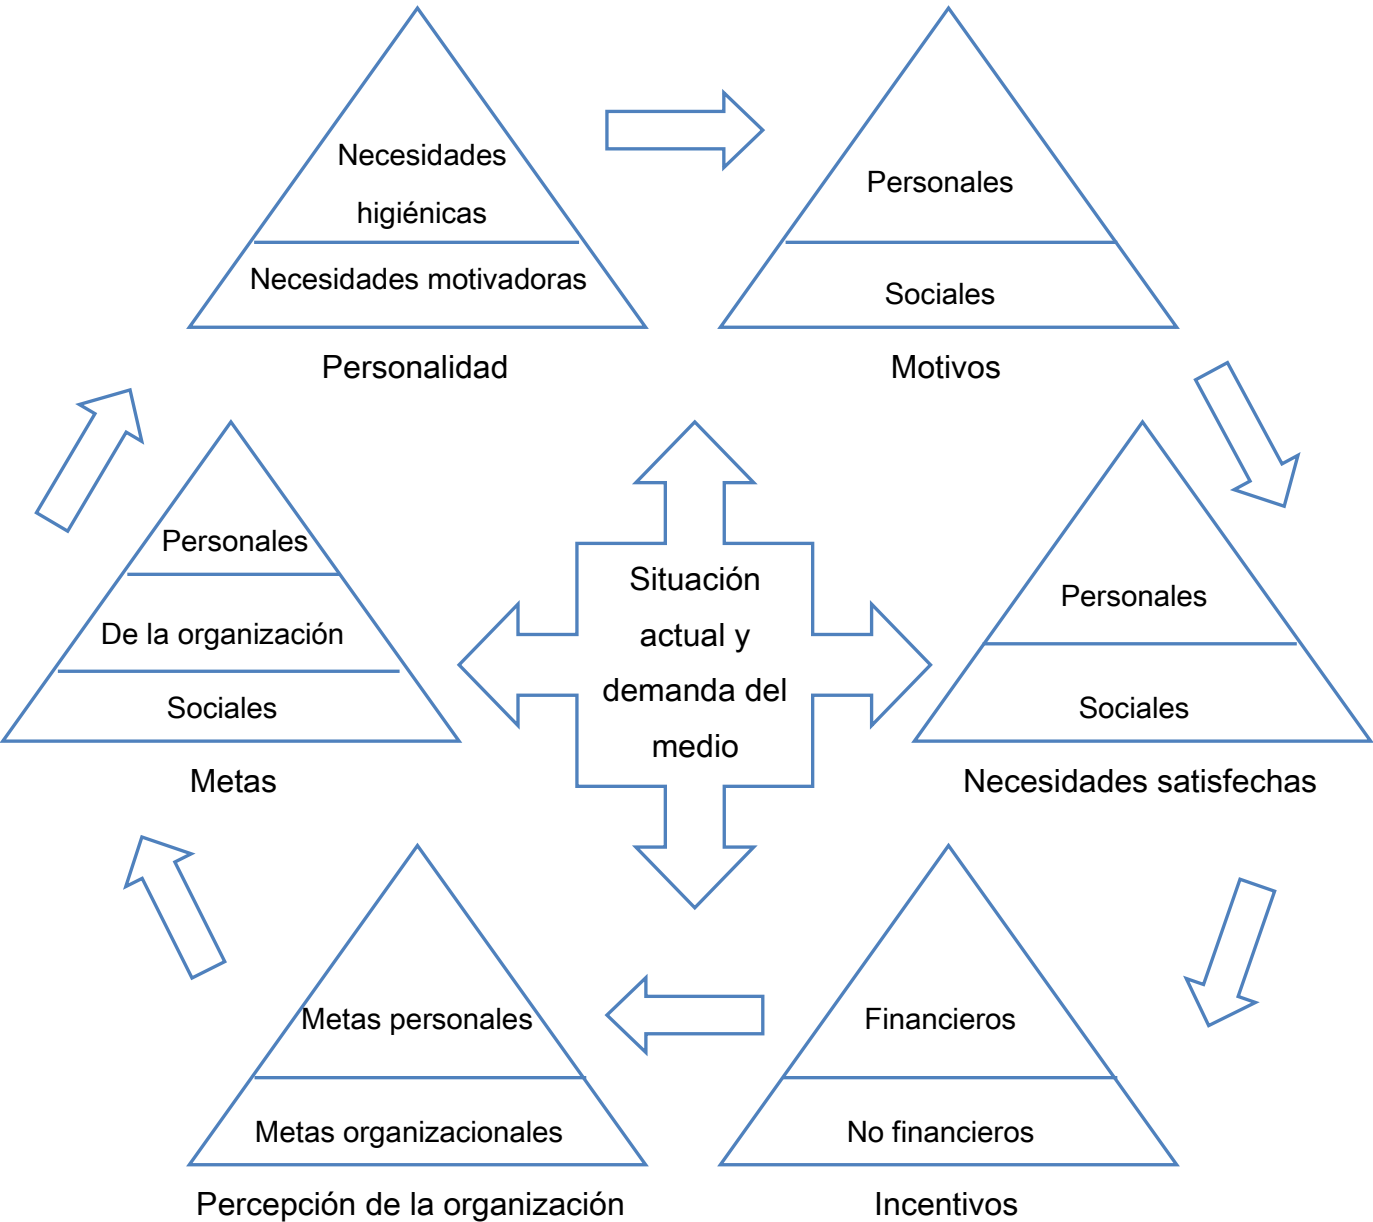 Necesidades
higiénicas
Necesidades motivadoras
Personalidad
Personales
Sociales
Motivos
Personales
De la organización
Sociales
Metas
Situación
actual y
demanda del
medio
Personales
Sociales
Necesidades satisfechas
Metas personales
Metas organizacionales
Percepción de la organización
Financieros
No financieros
Incentivos